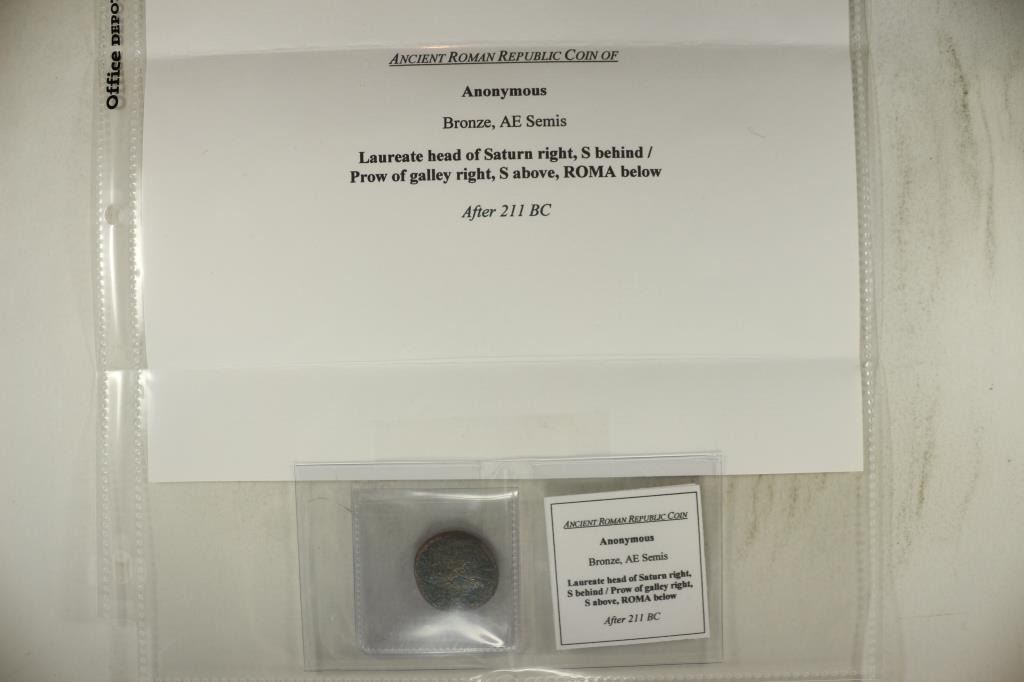 Office DEPOT
ANCIENT ROMAN REPUBLIC COIN OF
Anonymous
Bronze, AE Semis
Laureate head of Saturn right, S behind /
Prow of galley right, S above, ROMA below
After 211 BC
ANCIENT ROMAN REPUBLIC COIN
Anonymous
Bronze, AE Semis
Laureate head of Saturn right,
S behind / Prow of galley right,
S above, ROMA below
After 211 BC